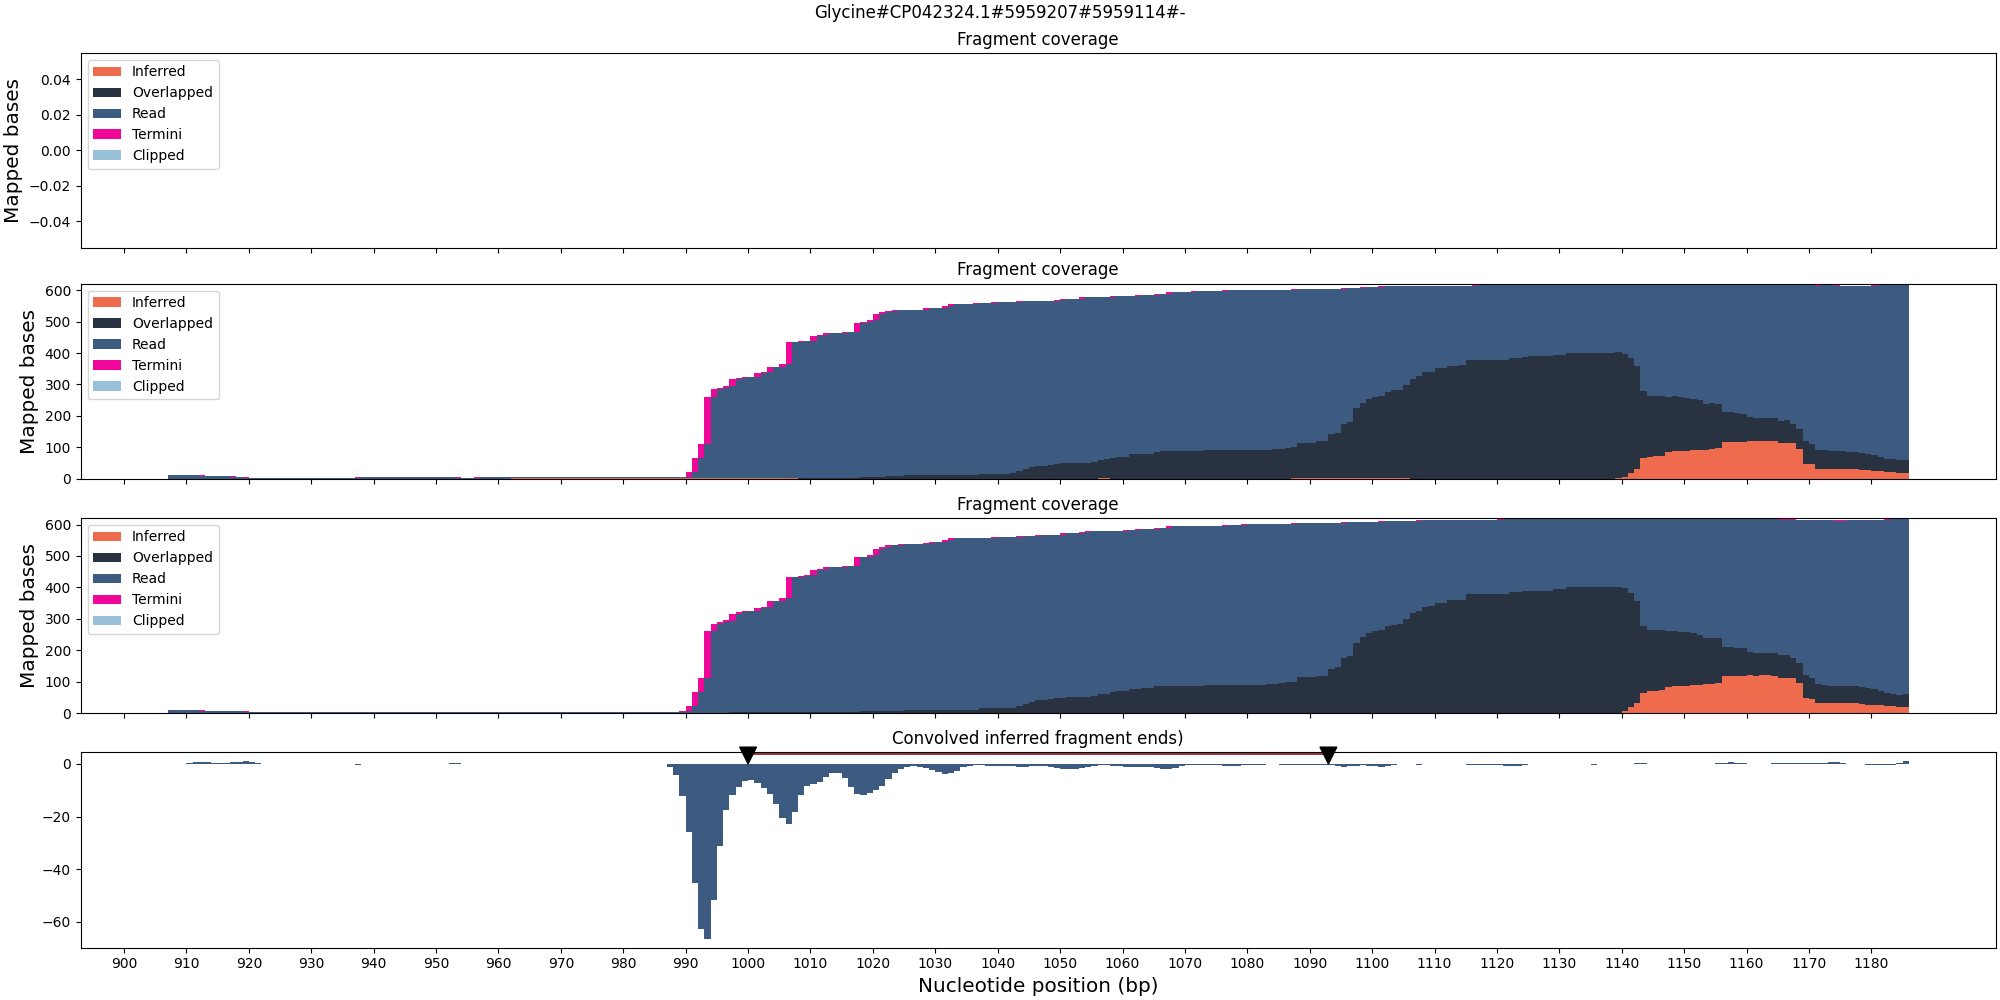 Glycine#CP042324.1#5959207#5959114#-
Fragment coverage
Mapped bases
0.04
0.02
0.00
−0.02
−0.04
Inferred
Overlapped
Read
Termini
Clipped
Fragment coverage
Mapped bases
600
500
400
300
200
100
0
Inferred
Overlapped
Read
Termini
Clipped
Fragment coverage
Mapped bases
600
500
400
300
200
100
0
Inferred
Overlapped
Read
Termini
Clipped
Convolved inferred fragment ends)
0
−20
−40
−60
900 910 920 930 940 950 960 970 980 990 1000 1010 1020 1030 1040 1050 1060 1070 1080 1090 1100 1110 1120 1130 1140 1150 1160 1170 1180
Nucleotide position (bp)